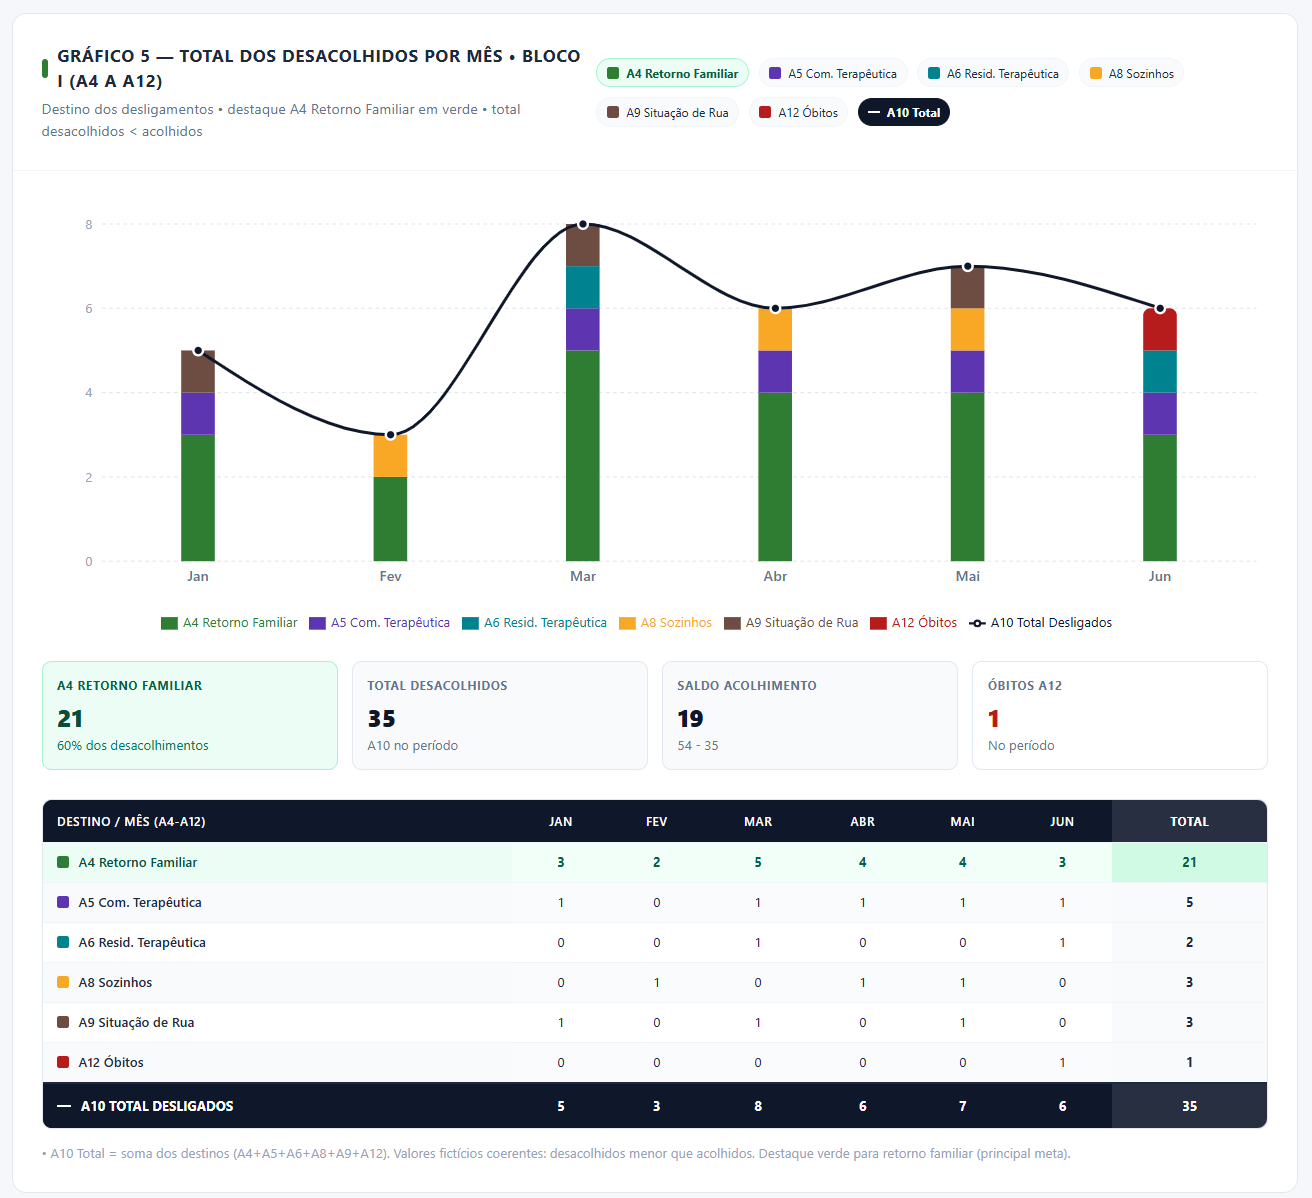 GRÁFICO 5 — TOTAL DOS DESACOLHIDOS POR MÊS • BLOCO
I (A4 A A12)
Destino dos desligamentos • destaque A4 Retorno Familiar em verde • total
desacolhidos < acolhidos
A4 Retorno Familiar A5 Com. Terapêutica A6 Resid. Terapêutica A8 Sozinhos
A9 Situação de Rua A12 Óbitos A10 Total
8
6
4
2
0
Jan Fev Mar Abr Mai Jun
A4 Retorno Familiar A5 Com. Terapêutica A6 Resid. Terapêutica A8 Sozinhos A9 Situação de Rua A12 Óbitos A10 Total Desligados
A4 RETORNO FAMILIAR
21
60% dos desacolhimentos
TOTAL DESACOLHIDOS
35
A10 no período
SALDO ACOLHIMENTO
19
54 - 35
ÓBITOS A12
1
No período
DESTINO / MÊS (A4-A12) JAN FEV MAR ABR MAI JUN TOTAL
A4 Retorno Familiar 3 2 5 4 4 3 21
A5 Com. Terapêutica 1 0 1 1 1 1 5
A6 Resid. Terapêutica 0 0 1 0 0 1 2
A8 Sozinhos 0 1 0 1 1 0 3
A9 Situação de Rua 1 0 1 0 1 0 3
A12 Óbitos 0 0 0 0 0 1 1
— A10 TOTAL DESLIGADOS 5 3 8 6 7 6 35
• A10 Total = soma dos destinos (A4+A5+A6+A8+A9+A12). Valores fictícios coerentes: desacolhidos menor que acolhidos. Destaque verde para retorno familiar (principal meta).